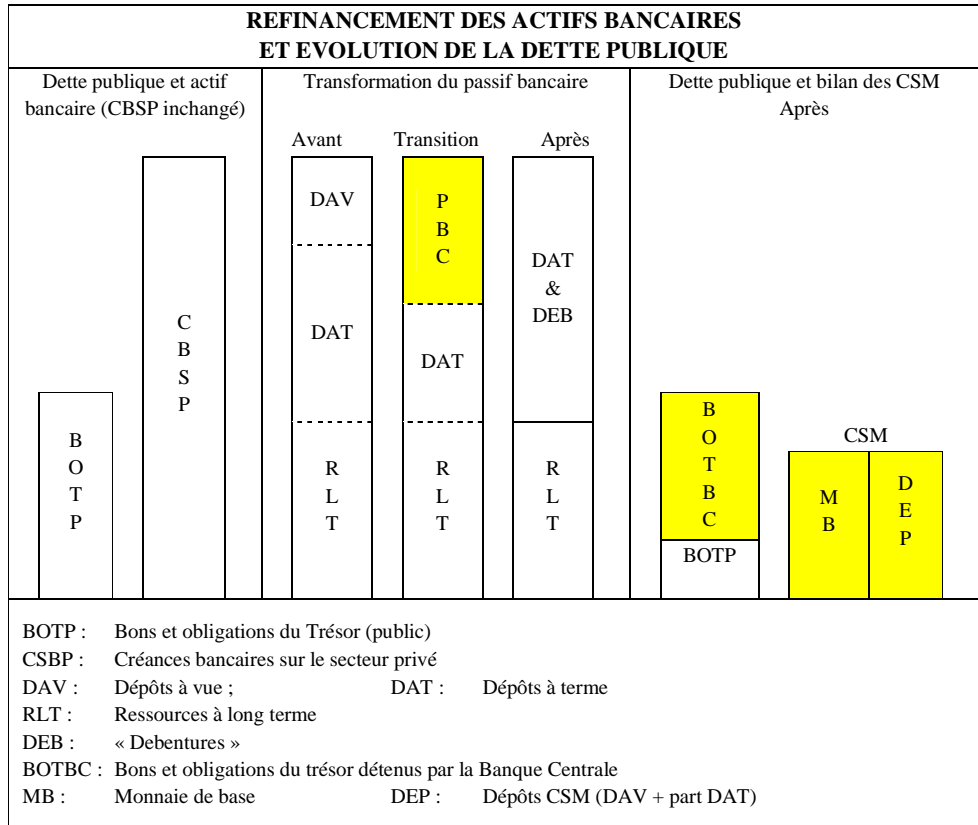 REFINANCEMENT DES ACTIFS BANCAIRES
ET EVOLUTION DE LA DETTE PUBLIQUE
Dette publique et actif
bancaire (CBSP inchangé)
Transformation du passif bancaire
Dette publique et bilan des CSM
Après
Avant
Transition
Après
B
O
T
P
C
B
S
P
DAV
DAT
R
L
T
P
B
C
DAT
R
L
T
DAT
&
DEB
R
L
T
B
O
T
B
C
BOTP
CSM
M
B
D
E
P
BOTP : Bons et obligations du Trésor (public)
CSBP : Créances bancaires sur le secteur privé
DAV : Dépôts à vue ; DAT : Dépôts à terme
RLT : Ressources à long terme
DEB : « Debentures »
BOTBC : Bons et obligations du trésor détenus par la Banque Centrale
MB : Monnaie de base DEP : Dépôts CSM (DAV + part DAT)